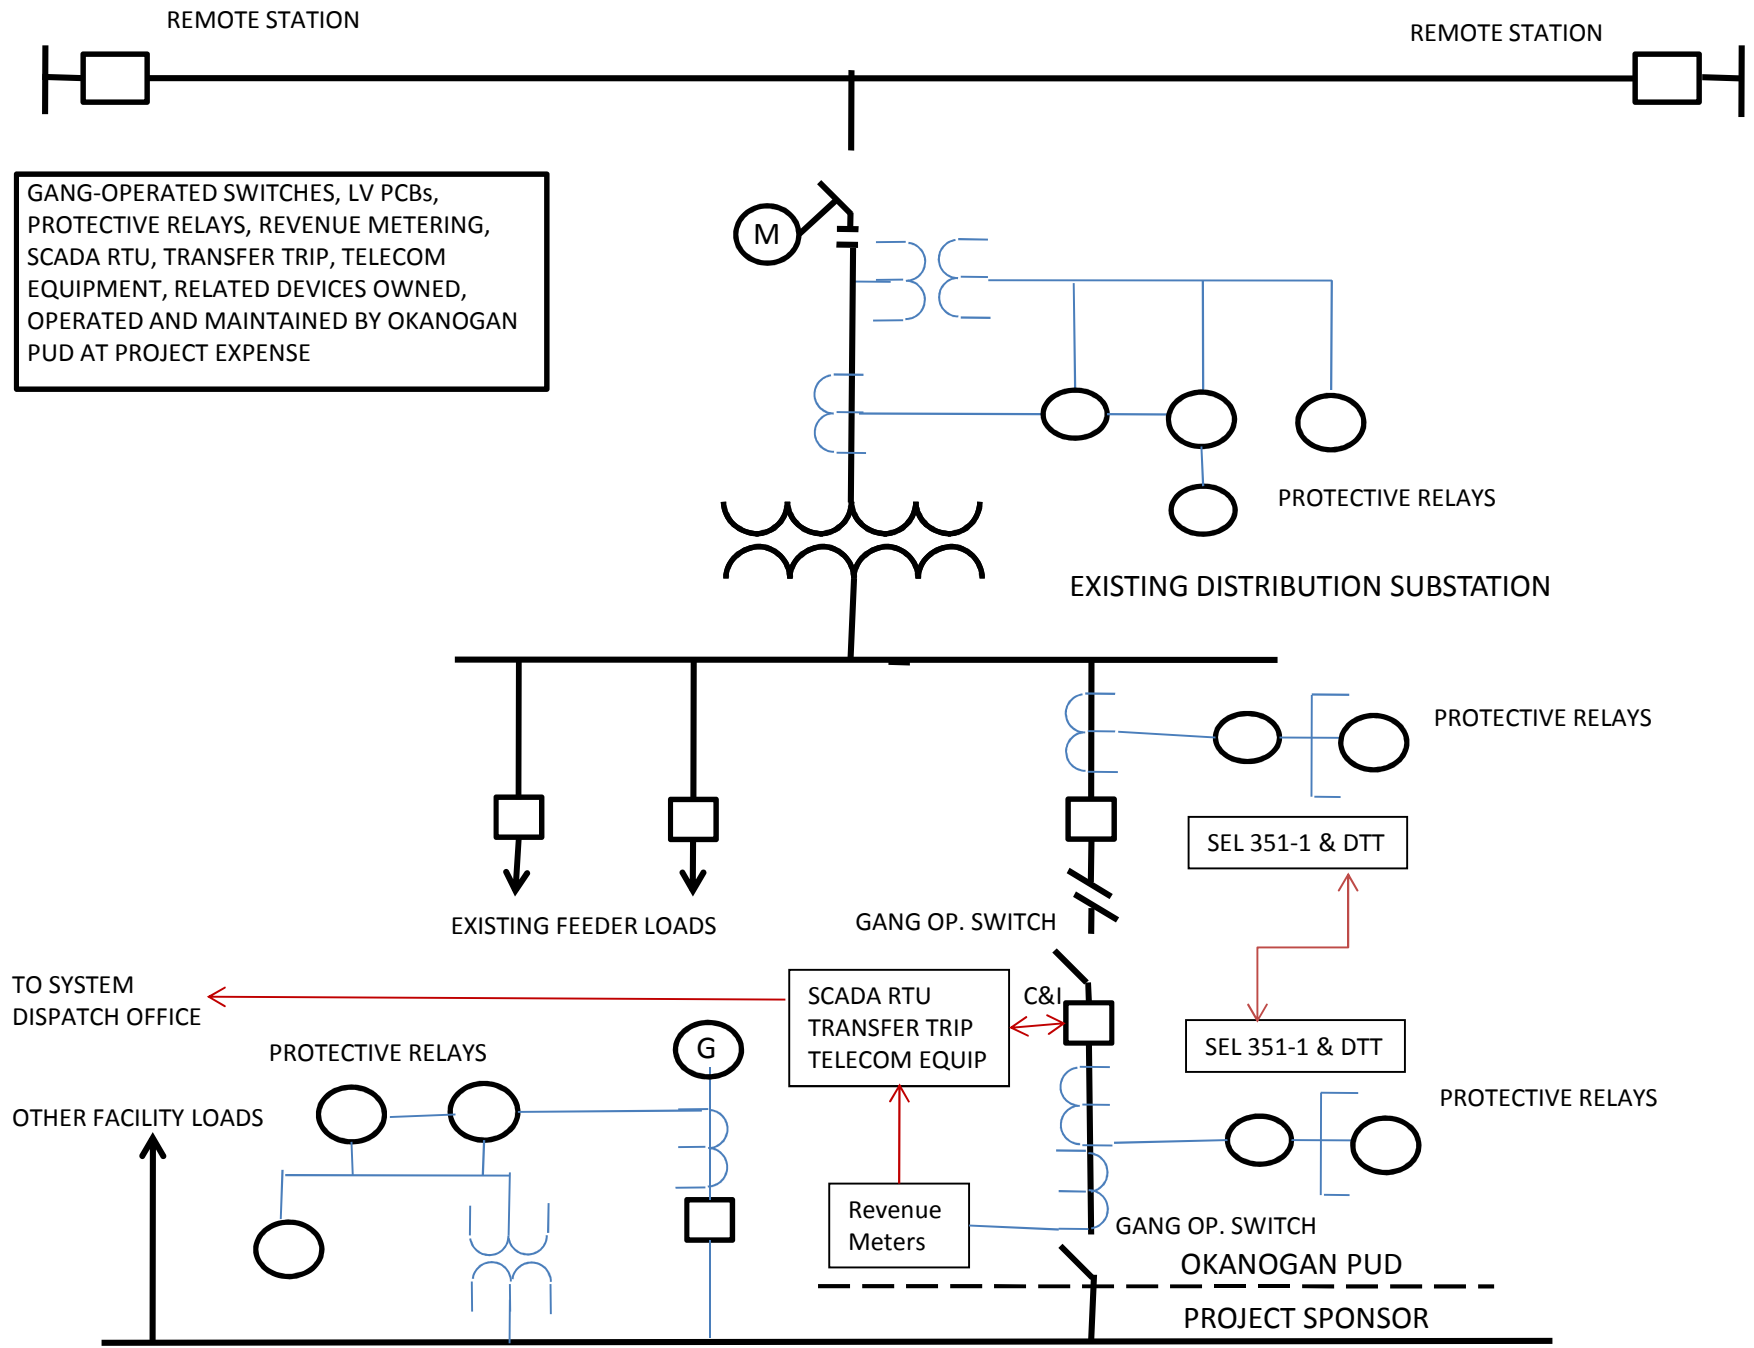 REMOTE STATION
REMOTE STATION
GANG-OPERATED SWITCHES, LV PCBs,
PROTECTIVE RELAYS, REVENUE METERING,
SCADA RTU, TRANSFER TRIP, TELECOM
EQUIPMENT, RELATED DEVICES OWNED,
OPERATED AND MAINTAINED BY OKANOGAN
PUD AT PROJECT EXPENSE
M
PROTECTIVE RELAYS
EXISTING DISTRIBUTION SUBSTATION
PROTECTIVE RELAYS
SEL 351-1 & DTT
EXISTING FEEDER LOADS
GANG OP. SWITCH
TO SYSTEM
DISPATCH OFFICE
SCADA RTU
TRANSFER TRIP
TELECOM EQUIP
C&I
SEL 351-1 & DTT
PROTECTIVE RELAYS
G
OTHER FACILITY LOADS
PROTECTIVE RELAYS
Revenue
Meters
GANG OP. SWITCH
OKANOGAN PUD
PROJECT SPONSOR